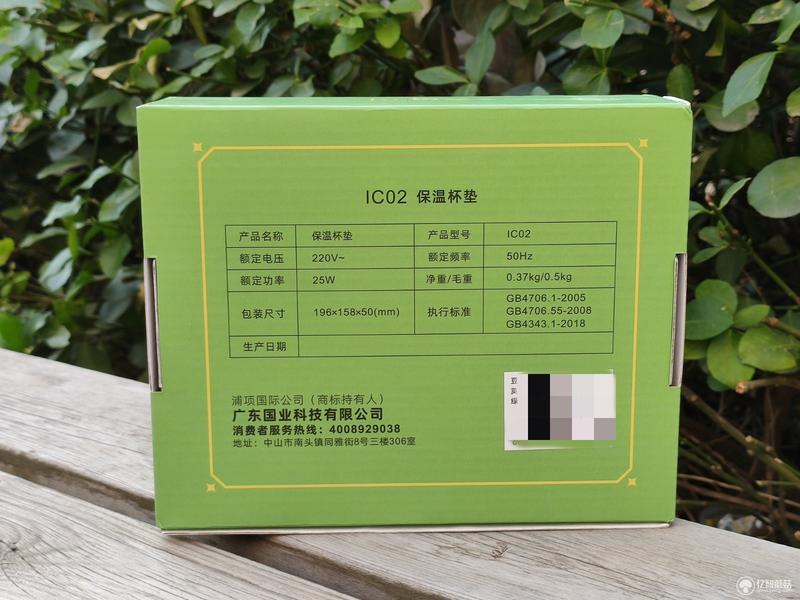 IC02 保温杯垫
产品名称 保温杯垫 产品型号 IC02
额定电压 220V~ 额定频率 50Hz
额定功率 25W 净重/毛重 0.37kg/0.5kg
包装尺寸 196×158×50(mm) 执行标准 GB4706.1-2005
GB4706.55-2008
GB4343.1-2018
生产日期
浦项国际公司（商标持有人）
广东国业科技有限公司
消费者服务热线：4008929038
地址：中山市南头镇同雅街8号三楼306室
亿智蘑菇